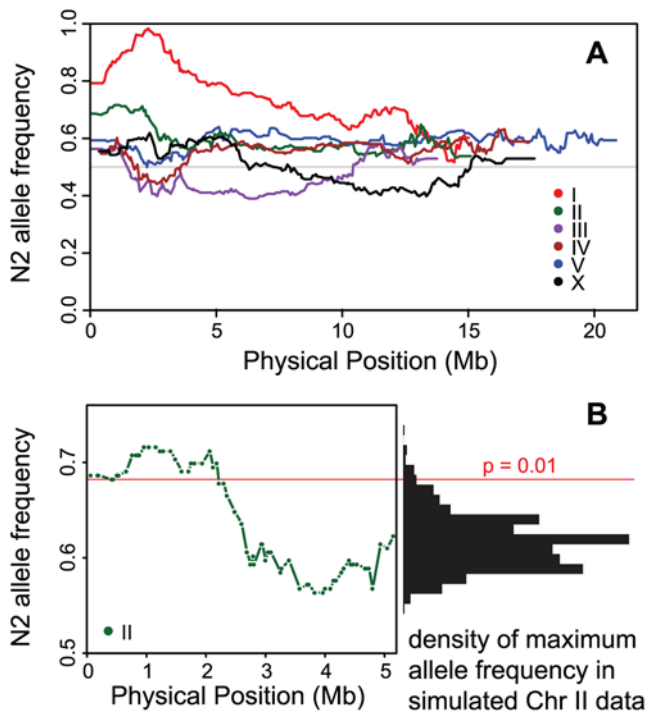 A
N2 allele frequency
1.0
0.8
0.6
0.4
0.2
0.0
I
II
III
IV
V
X
0 5 10 15 20
Physical Position (Mb)
B
N2 allele frequency
0.7
0.6
0.5
p = 0.01
II
0 1 2 3 4 5
Physical Position (Mb)
density of maximum
allele frequency in
simulated Chr II data